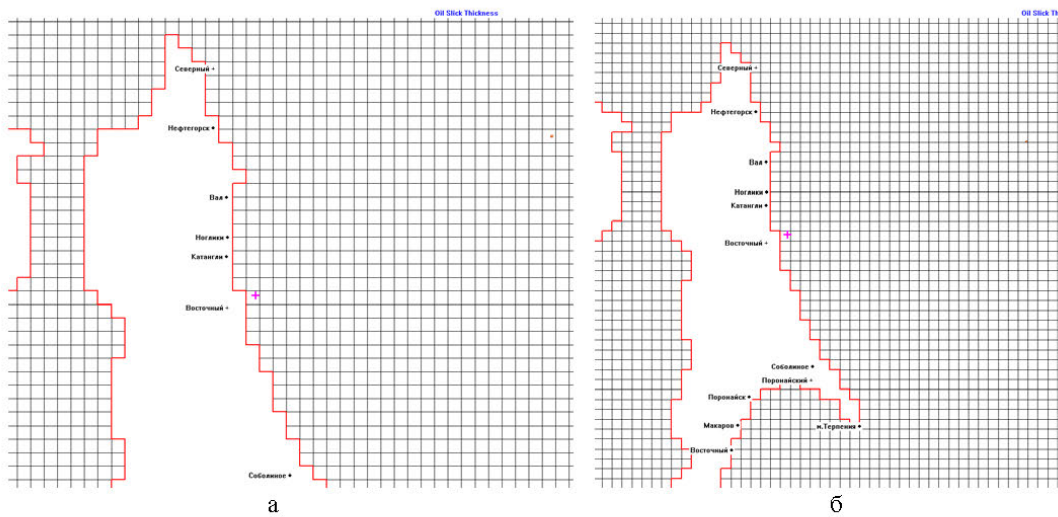 Oil Slick Thickness
Северный
Нефтегорск
Вал
Ноглики
Катангли
Восточный
Соболиное
а
Oil Slick Th
Северный
Нефтегорск
Вал
Ноглики
Катангли
Восточный
Соболиное
Поронайский
Поронайск
Макаров
м.Терпения
Восточный
б